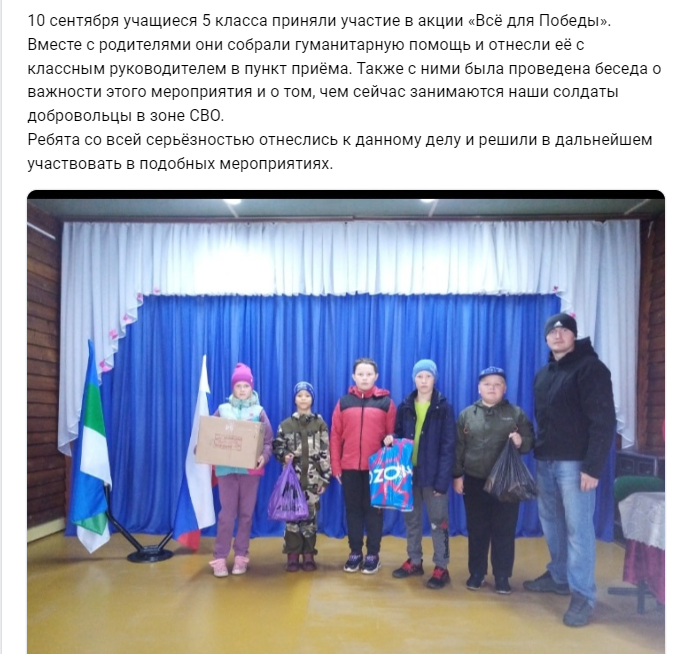 10 сентября учащиеся 5 класса приняли участие в акции «Всё для Победы».
Вместе с родителями они собрали гуманитарную помощь и отнесли её с
классным руководителем в пункт приёма. Также с ними была проведена беседа о
важности этого мероприятия и о том, чем сейчас занимаются наши солдаты
добровольцы в зоне СВО.
Ребята со всей серьёзностью отнеслись к данному делу и решили в дальнейшем
участвовать в подобных мероприятиях.
OZON